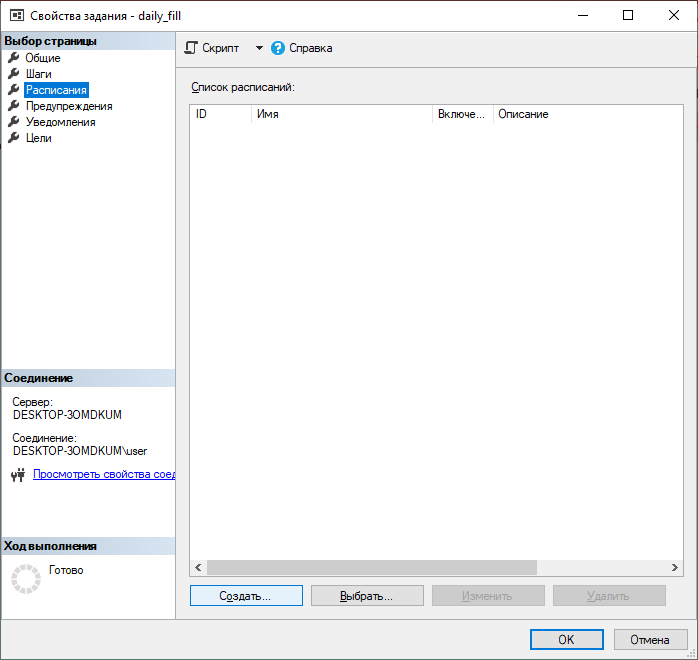 Свойства задания - daily_fill
Выбор страницы
Общие
Шаги
Расписания
Предупреждения
Уведомления
Цели
Скрипт
Справка
Список расписаний:
ID Имя Включе... Описание
Соединение
Сервер:
DESKTOP-3OMDKUM
Соединение:
DESKTOP-3OMDKUM\user
Просмотреть свойства соед
Ход выполнения
Готово
Создать... Выбрать... Изменить Удалить
OK Отмена